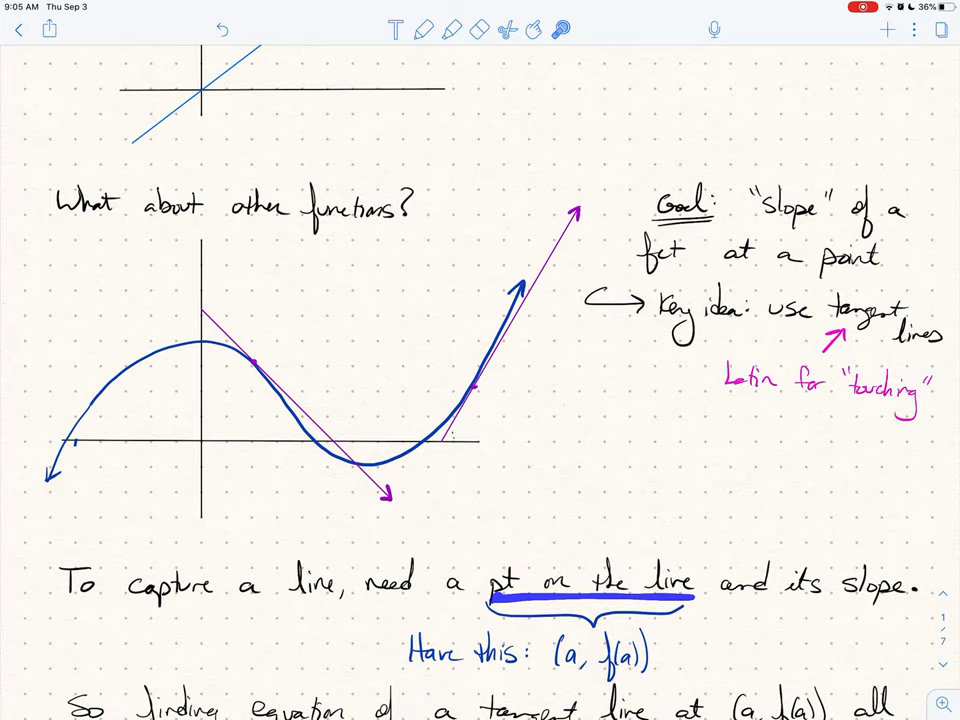 9:05 AM Thu Sep 3
36%
What about other functions?
Goal: "slope" of a
fct at a point
Key idea: use tangent
lines
Latin for "touching"
To capture a line, need a pt on the line and its slope.
Have this: (a, f(a))
So finding equation of a tangent line at (a, f(a)) all
1/7